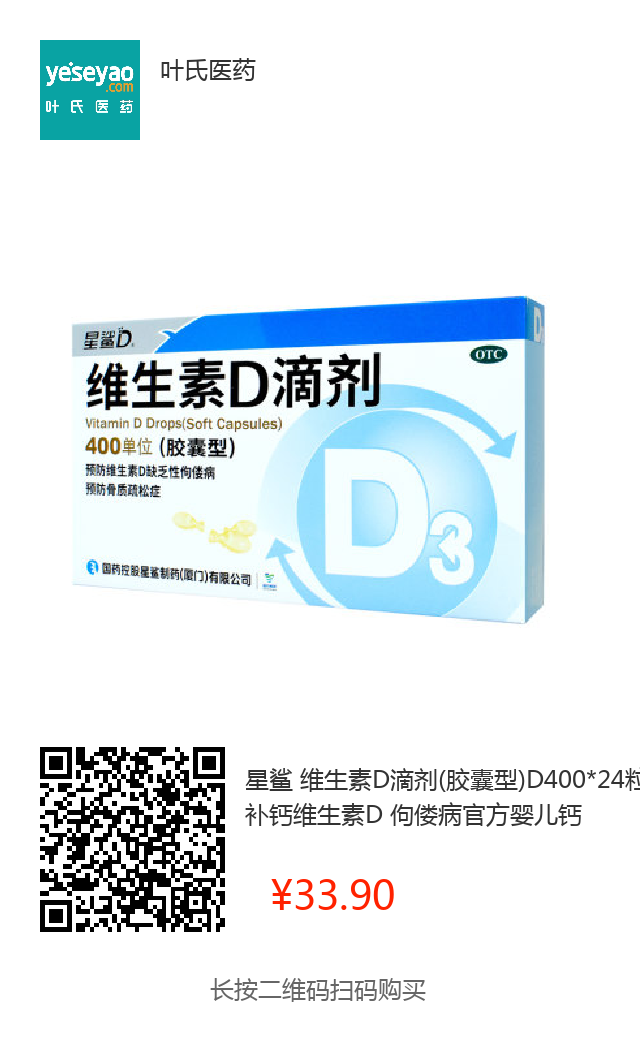 yeseyao
.com
叶氏医药
叶氏医药
星鲨D
OTC
维生素D滴剂
Vitamin D Drops(Soft Capsules)
400单位(胶囊型)
预防维生素D缺乏性佝偻病
预防骨质疏松症
D3
D
国药控股星鲨制药(厦门)有限公司
星鲨 维生素D滴剂(胶囊型)D400*24粒
补钙维生素D 佝偻病官方婴儿钙
¥33.90
长按二维码扫码购买